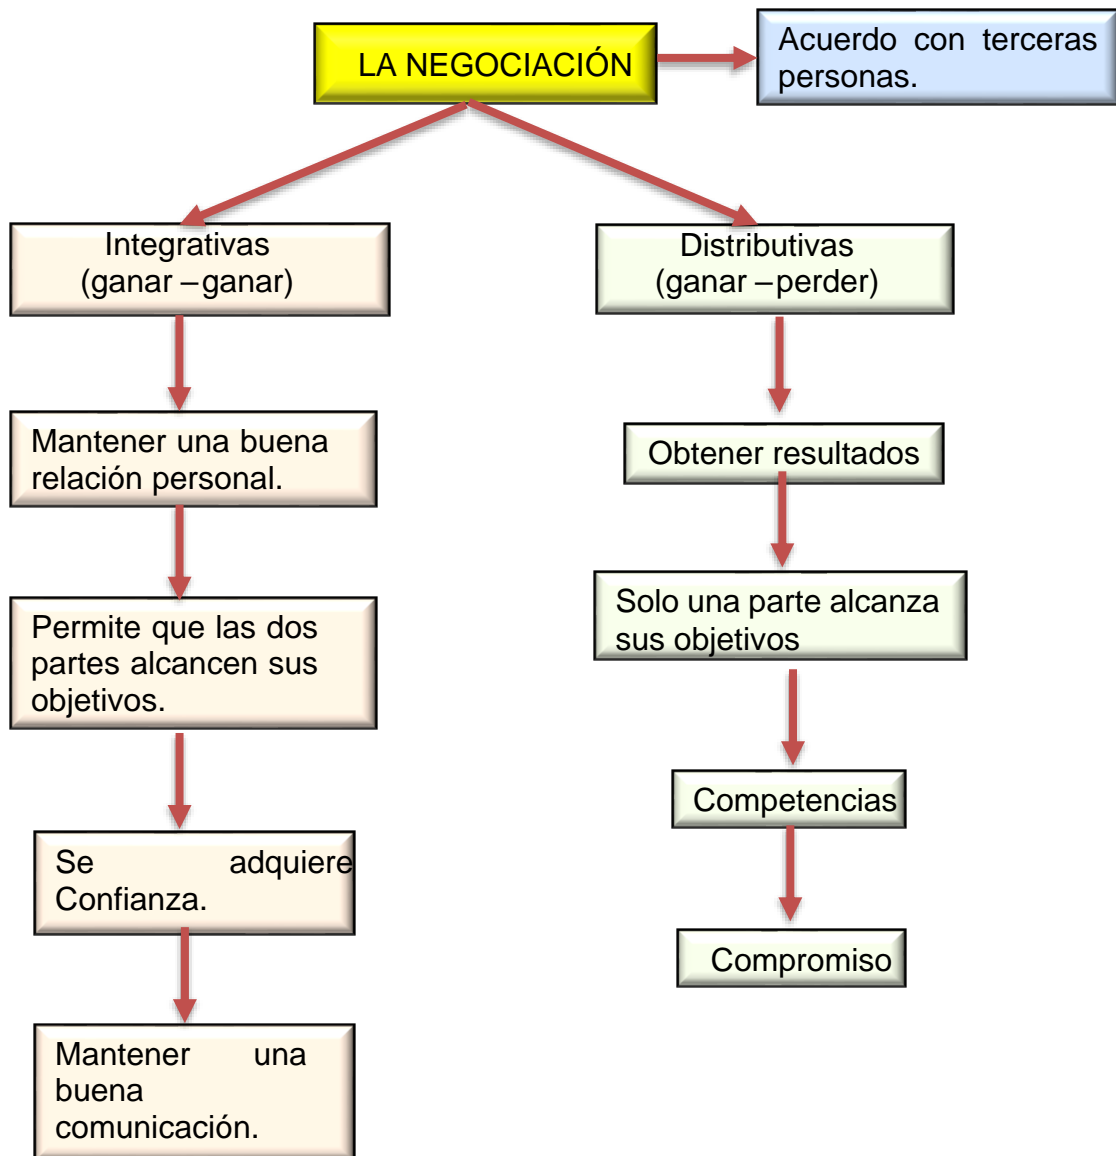 LA NEGOCIACIÓN
Acuerdo con terceras
personas.
Integrativas
(ganar –ganar)
Distributivas
(ganar –perder)
Mantener una buena
relación personal.
Obtener resultados
Permite que las dos
partes alcancen sus
objetivos.
Solo una parte alcanza
sus objetivos
Se adquiere
Confianza.
Competencias
Mantener una
buena
comunicación.
Compromiso